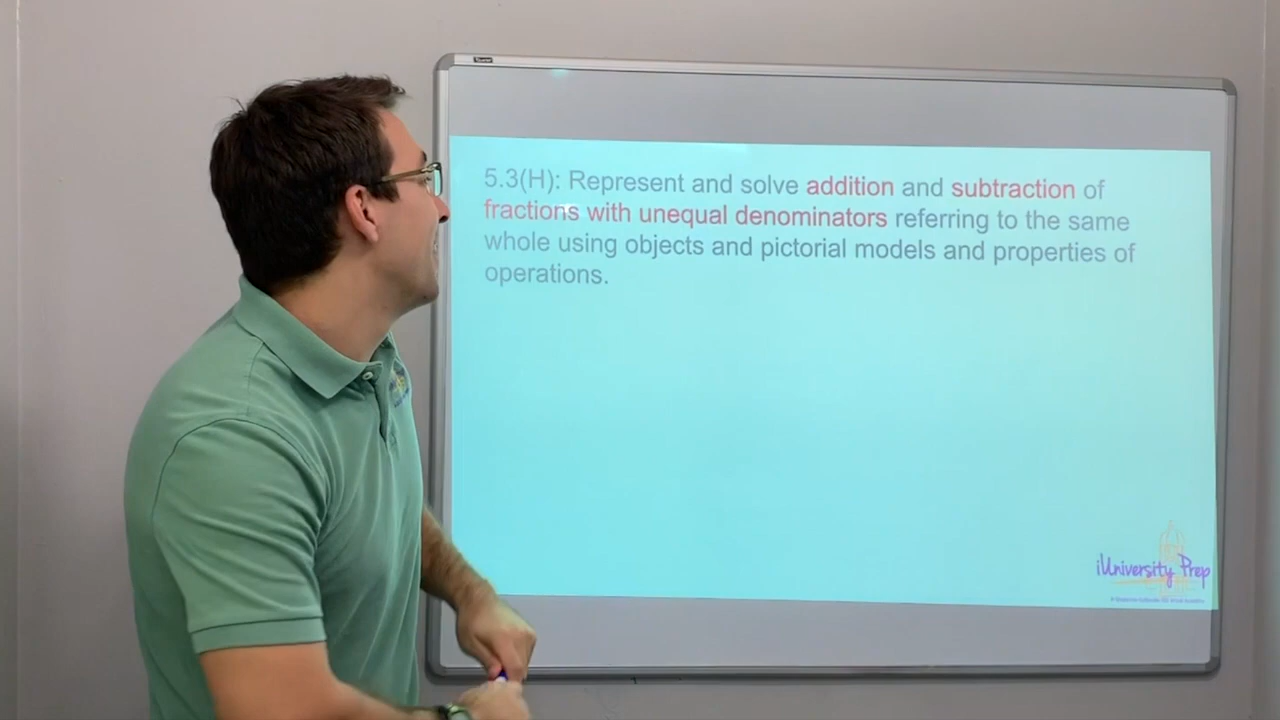 5.3(H): Represent and solve addition and subtraction of
fractions with unequal denominators referring to the same
whole using objects and pictorial models and properties of
operations.
iUniversity Prep